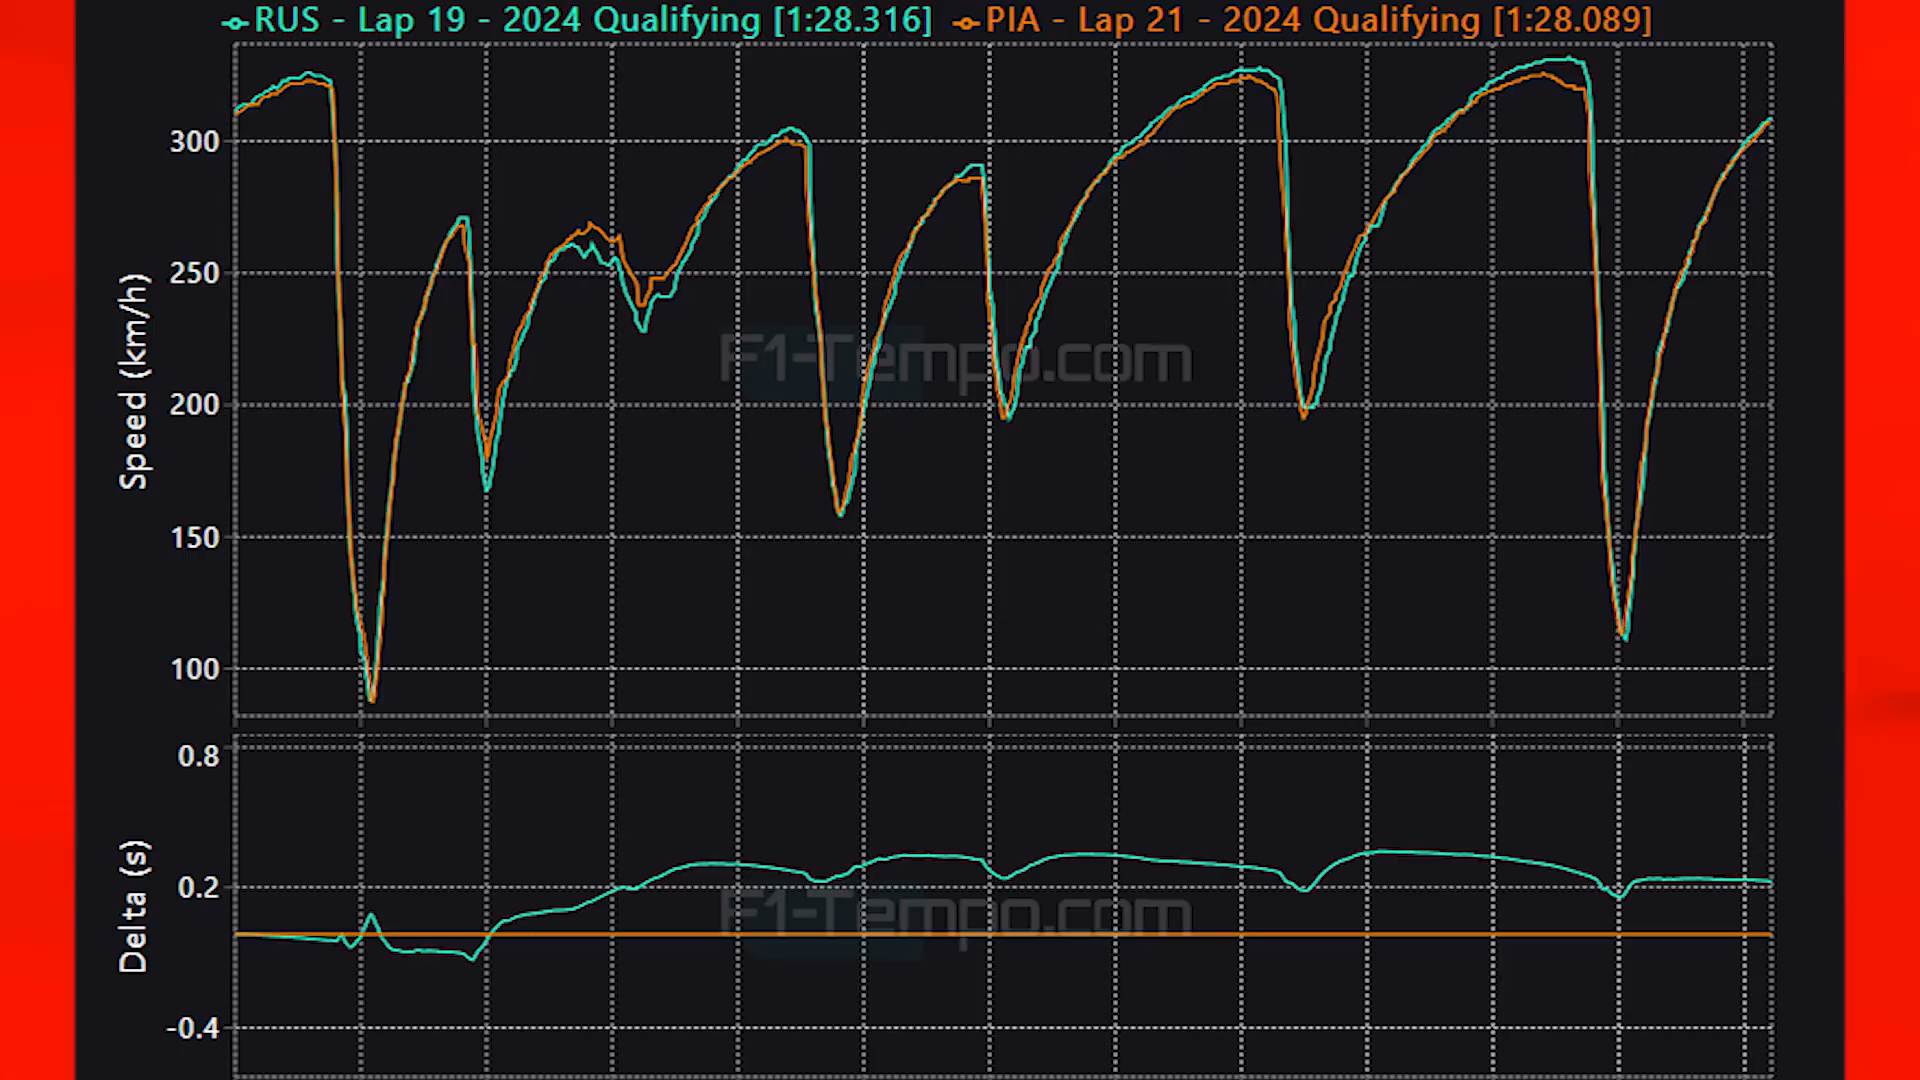 RUS - Lap 19 - 2024 Qualifying [1:28.316] PIA - Lap 21 - 2024 Qualifying [1:28.089]
300
250
200
150
100
Speed (km/h)
F1-Tempo.com
0.8
0.2
-0.4
Delta (s)
F1-Tempo.com